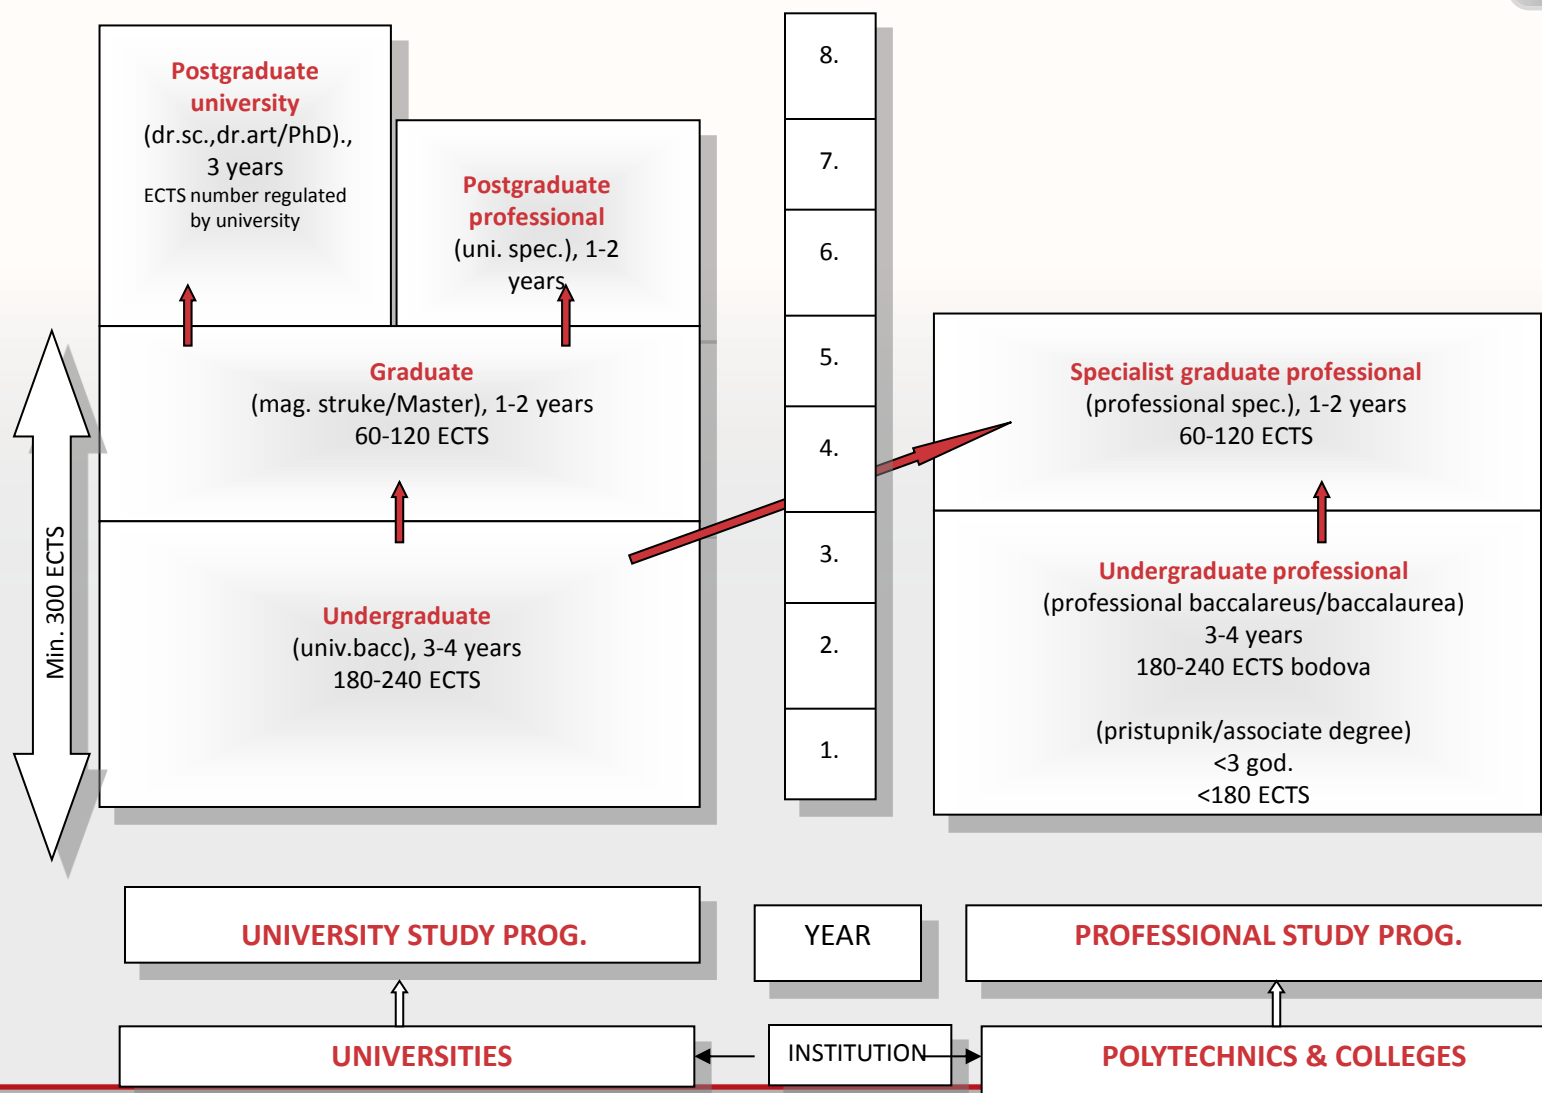 Postgraduate
university
(dr.sc.,dr.art/PhD).,
3 years
ECTS number regulated
by university
Postgraduate
professional
(uni. spec.), 1-2
years
Graduate
(mag. struke/Master), 1-2 years
60-120 ECTS
Undergraduate
(univ.bacc), 3-4 years
180-240 ECTS
Min. 300 ECTS
8.
7.
6.
5.
4.
3.
2.
1.
Specialist graduate professional
(professional spec.), 1-2 years
60-120 ECTS
Undergraduate professional
(professional baccalareus/baccalaurea)
3-4 years
180-240 ECTS bodova
(pristupnik/associate degree)
<3 god.
<180 ECTS
UNIVERSITY STUDY PROG.
YEAR
PROFESSIONAL STUDY PROG.
UNIVERSITIES
INSTITUTION
POLYTECHNICS & COLLEGES